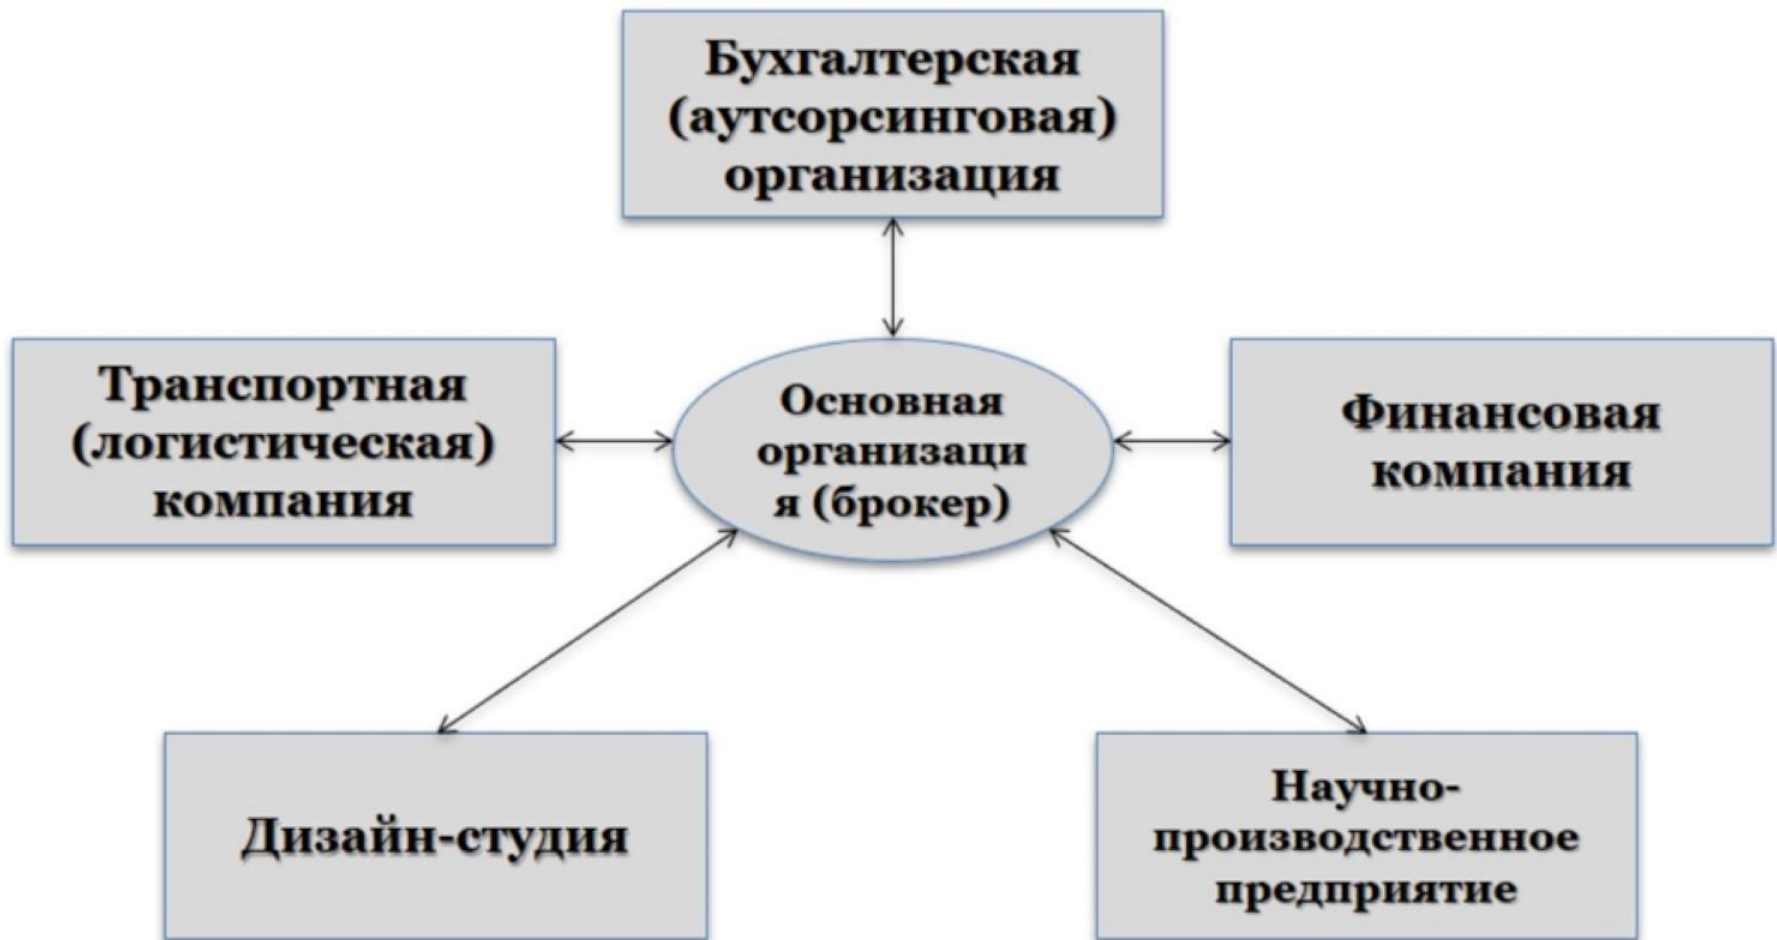 Бухгалтерская
(аутсорсинговая)
организация
Транспортная
(логистическая)
компания
Основная
организаци
я (брокер)
Финансовая
компания
Дизайн-студия
Научно-
производственное
предприятие